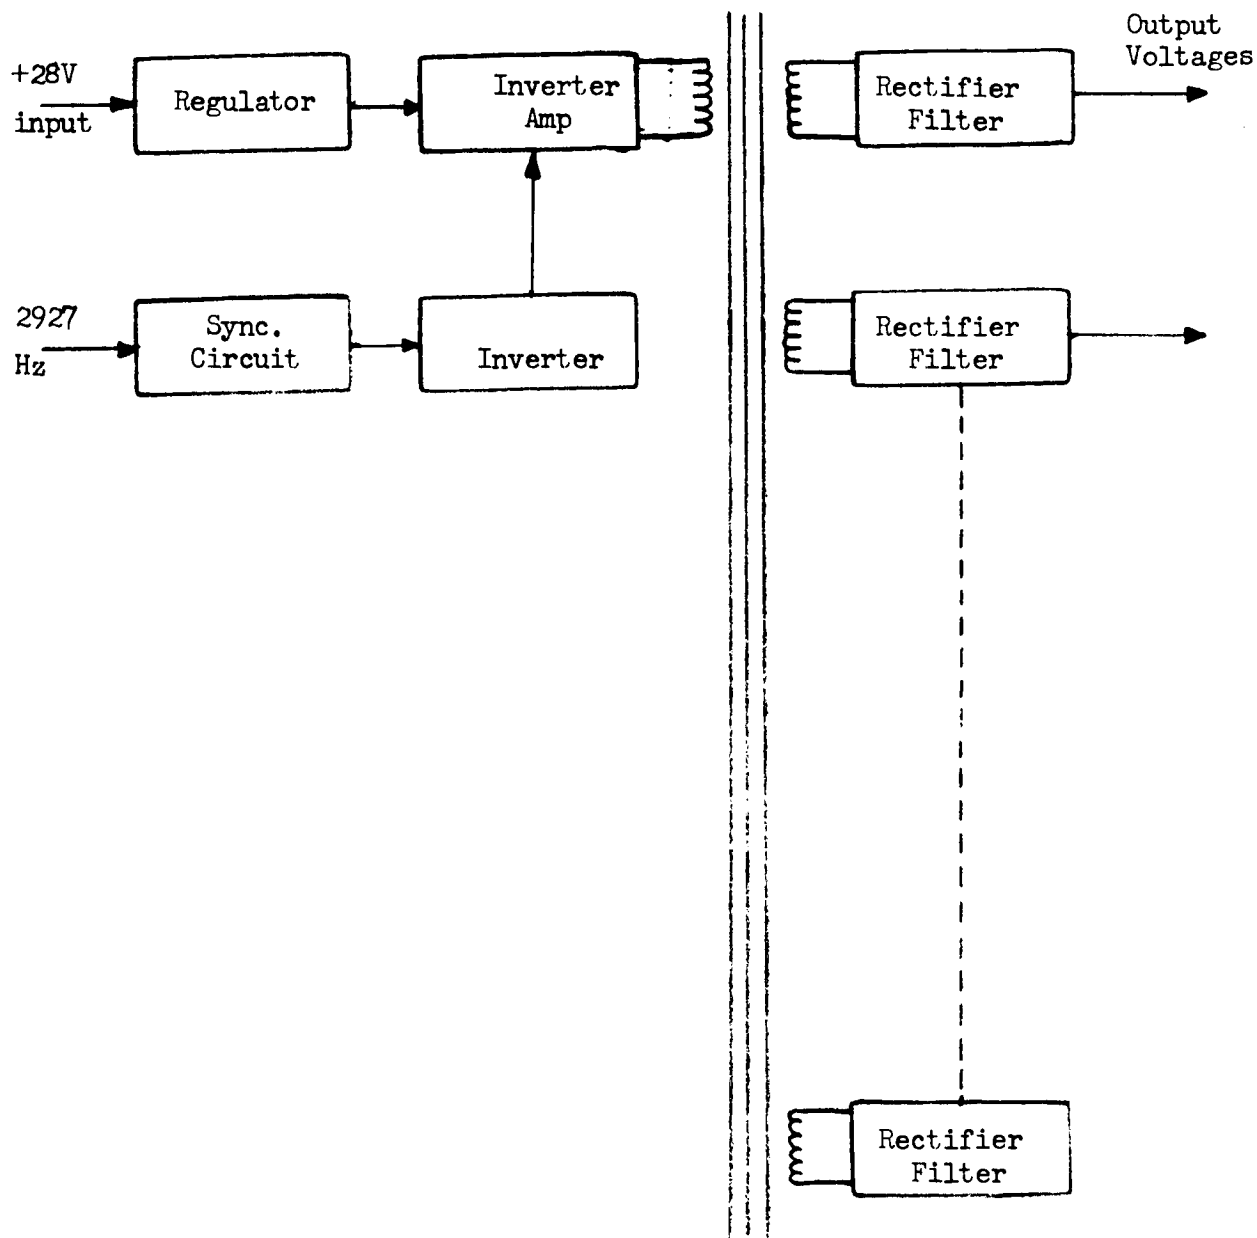 +28V
input
Regulator
Inverter
Amp
Rectifier
Filter
Output
Voltages
2927
Hz
Sync.
Circuit
Inverter
Rectifier
Filter
Rectifier
Filter